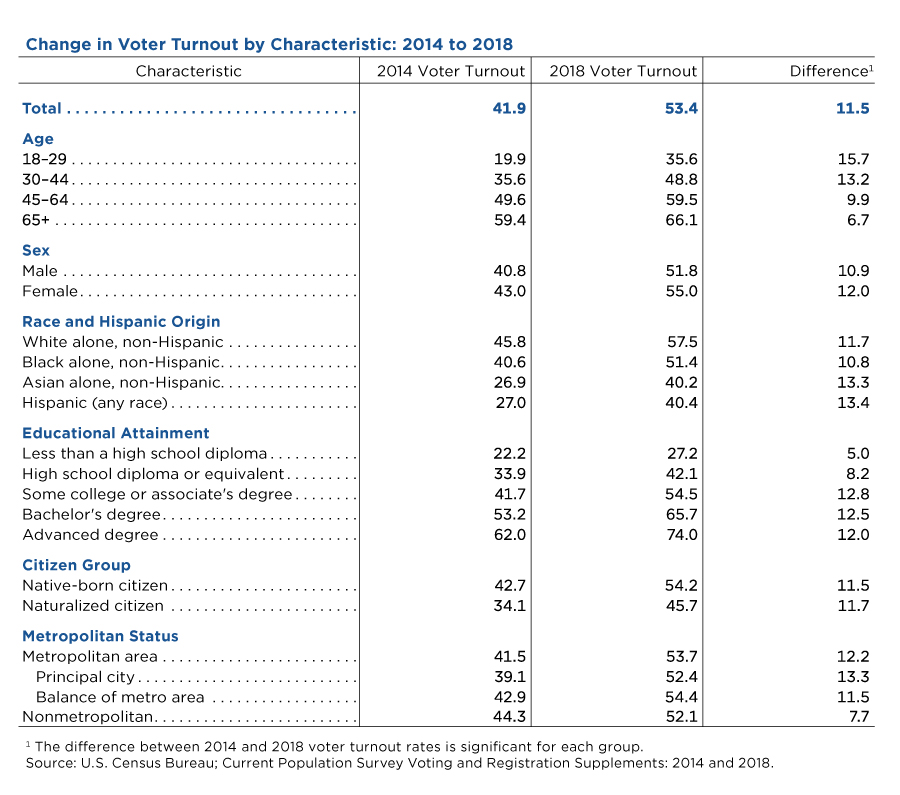 Change in Voter Turnout by Characteristic: 2014 to 2018
Characteristic 2014 Voter Turnout 2018 Voter Turnout Difference¹
Total . . . . . . . . . . . . . . . . . . . . . . . . . . . . . . . . . 41.9 53.4 11.5
Age
18–29 . . . . . . . . . . . . . . . . . . . . . . . . . . . . . . . . . . 19.9 35.6 15.7
30–44 . . . . . . . . . . . . . . . . . . . . . . . . . . . . . . . . . . 35.6 48.8 13.2
45–64 . . . . . . . . . . . . . . . . . . . . . . . . . . . . . . . . . . 49.6 59.5 9.9
65+ . . . . . . . . . . . . . . . . . . . . . . . . . . . . . . . . . . . . 59.4 66.1 6.7
Sex
Male . . . . . . . . . . . . . . . . . . . . . . . . . . . . . . . . . . . 40.8 51.8 10.9
Female . . . . . . . . . . . . . . . . . . . . . . . . . . . . . . . . . 43.0 55.0 12.0
Race and Hispanic Origin
White alone, non-Hispanic . . . . . . . . . . . . . . . 45.8 57.5 11.7
Black alone, non-Hispanic . . . . . . . . . . . . . . . . 40.6 51.4 10.8
Asian alone, non-Hispanic . . . . . . . . . . . . . . . . 26.9 40.2 13.3
Hispanic (any race) . . . . . . . . . . . . . . . . . . . . . . 27.0 40.4 13.4
Educational Attainment
Less than a high school diploma . . . . . . . . . . . 22.2 27.2 5.0
High school diploma or equivalent . . . . . . . . . 33.9 42.1 8.2
Some college or associate's degree . . . . . . . . 41.7 54.5 12.8
Bachelor's degree . . . . . . . . . . . . . . . . . . . . . . . 53.2 65.7 12.5
Advanced degree . . . . . . . . . . . . . . . . . . . . . . . 62.0 74.0 12.0
Citizen Group
Native-born citizen . . . . . . . . . . . . . . . . . . . . . . 42.7 54.2 11.5
Naturalized citizen . . . . . . . . . . . . . . . . . . . . . . 34.1 45.7 11.7
Metropolitan Status
Metropolitan area . . . . . . . . . . . . . . . . . . . . . . . 41.5 53.7 12.2
Principal city . . . . . . . . . . . . . . . . . . . . . . . . . . 39.1 52.4 13.3
Balance of metro area . . . . . . . . . . . . . . . . . 42.9 54.4 11.5
Nonmetropolitan . . . . . . . . . . . . . . . . . . . . . . . . 44.3 52.1 7.7
¹ The difference between 2014 and 2018 voter turnout rates is significant for each group.
Source: U.S. Census Bureau; Current Population Survey Voting and Registration Supplements: 2014 and 2018.